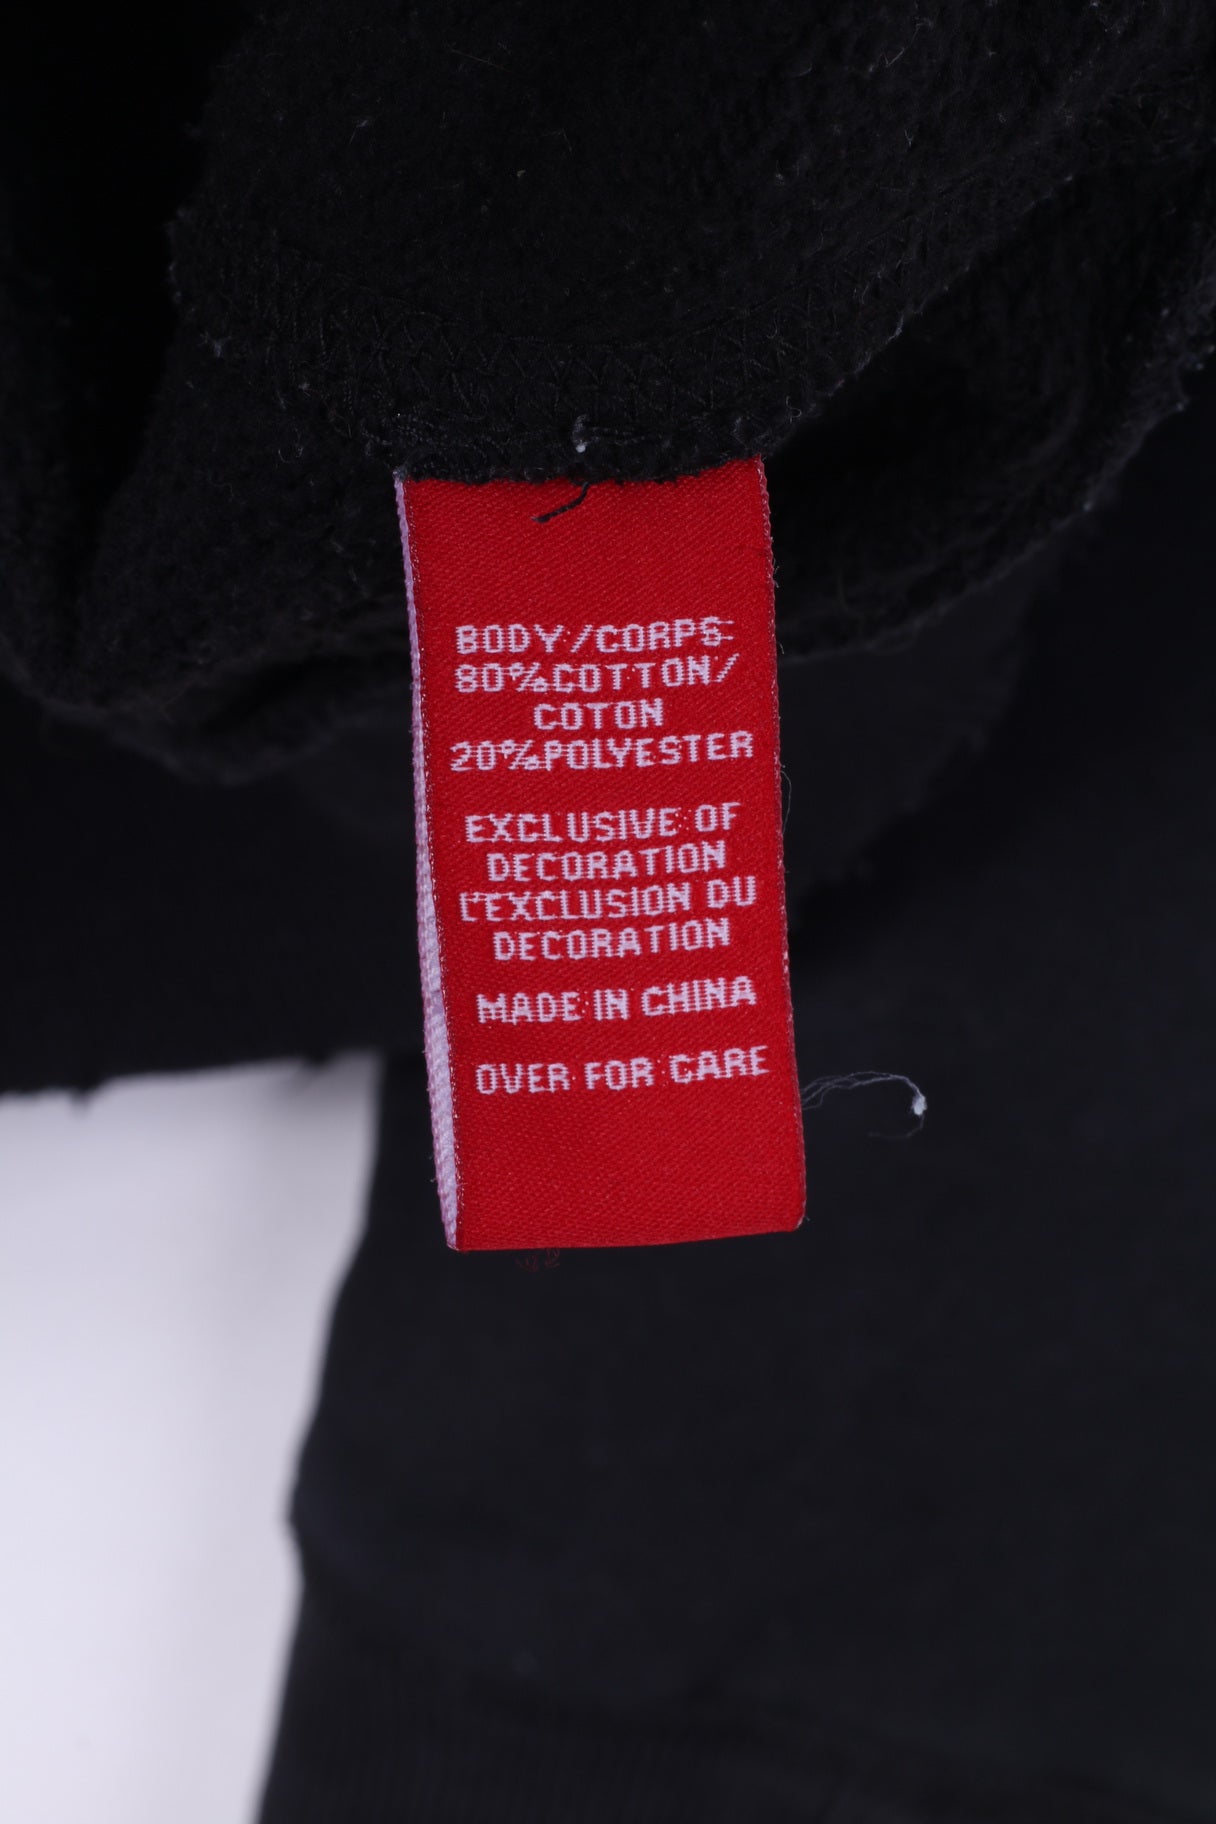 BODY/CORPS:
80%COTTON/
COTON
20%POLYESTER
EXCLUSIVE OF
DECORATION
L'EXCLUSION DU
DECORATION
MADE IN CHINA
OVER FOR CARE